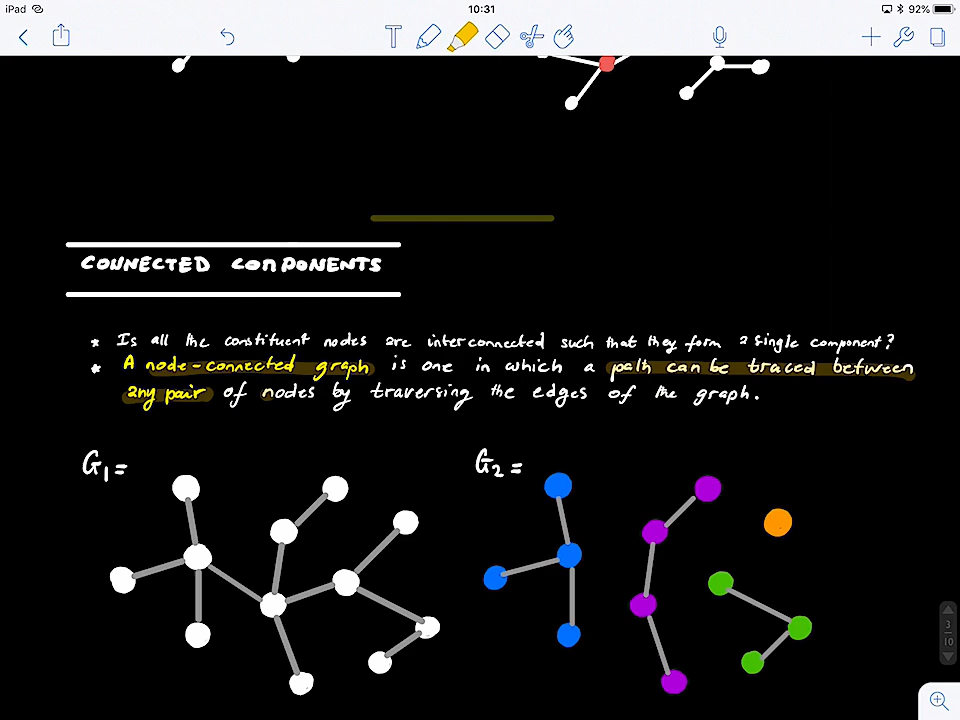 iPad
10:31
92%
T
CONNECTED COMPONENTS
* Is all the constituent nodes are interconnected such that they form a single component?
* A node-connected graph is one in which a path can be traced between
any pair of nodes by traversing the edges of the graph.
G1 =
G2 =
3
10